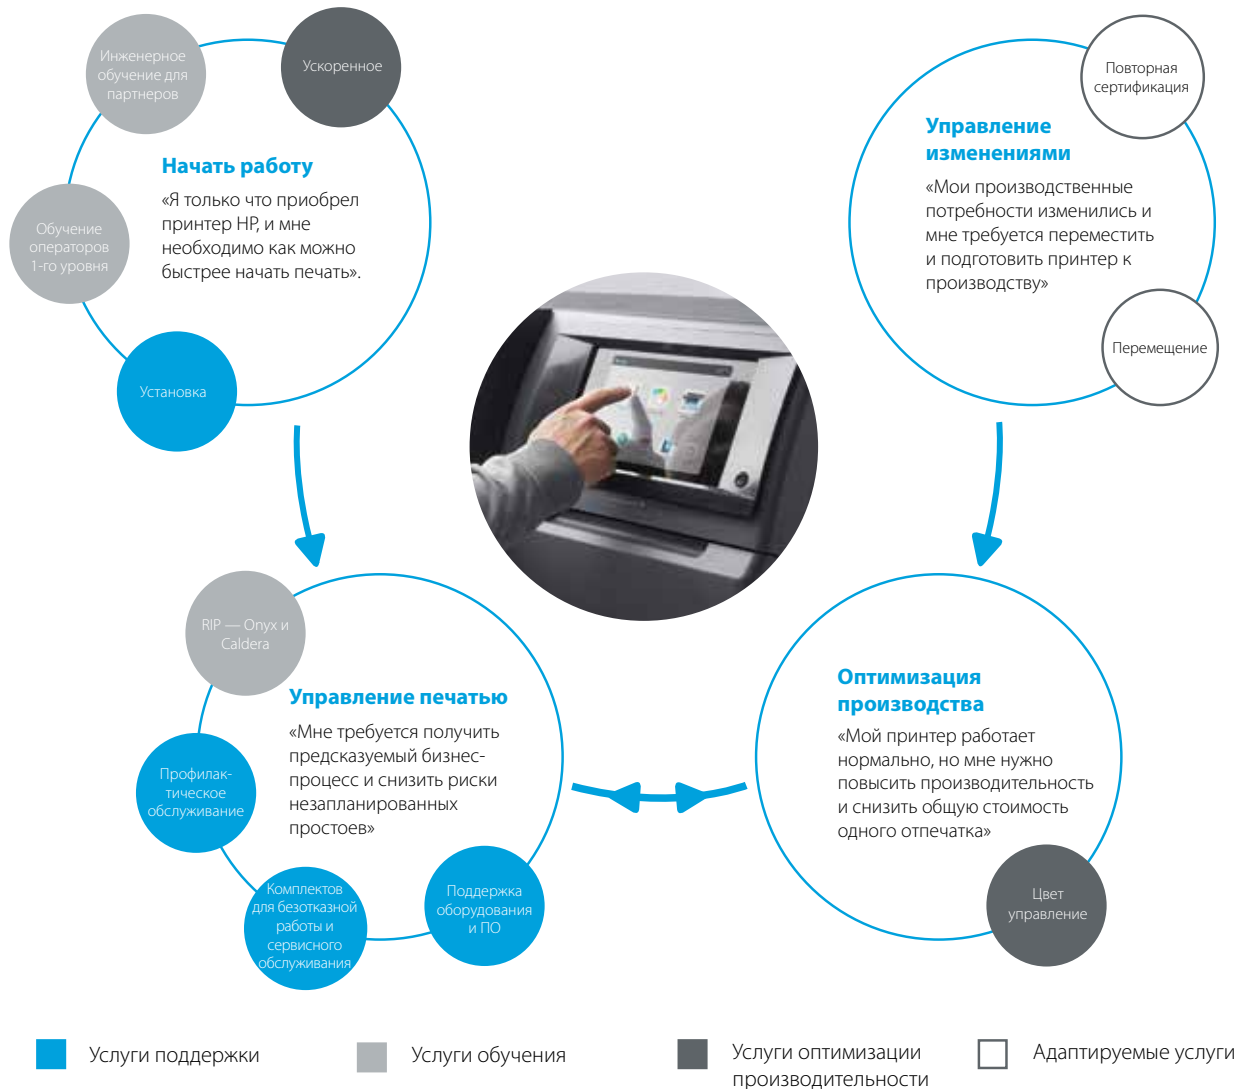 Инженерное
обучение для
партнеров
Ускоренное
Начать работу
«Я только что приобрел
принтер HP, и мне
необходимо как можно
быстрее начать печать».
Обучение
операторов
1-го уровня
Установка
Повторная
сертификация
Управление
изменениями
«Мои производственные
потребности изменились и
мне требуется переместить
и подготовить принтер к
производству»
Перемещение
RIP — Onyx и
Caldera
Управление печатью
«Мне требуется получить
предсказуемый бизнес-
процесс и снизить риски
незапланированных
простоев»
Профилак-
тическое
обслуживание
Комплектов
для безотказной
работы и
сервисного
обслуживания
Поддержка
оборудования
и ПО
Оптимизация
производства
«Мой принтер работает
нормально, но мне нужно
повысить производительность
и снизить общую стоимость
одного отпечатка»
Цвет
управление
Услуги поддержки
Услуги обучения
Услуги оптимизации
производительности
Адаптируемые услуги